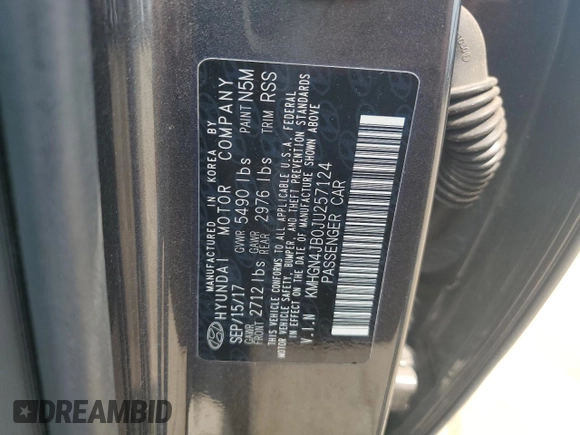 MANUFACTURED IN KOREA BY
HYUNDAI MOTOR COMPANY
SEP/15/17 GVWR 5490 lbs PAINT N5M
GAWR FRONT 2712 lbs GAWR REAR 2976 lbs TRIM RSS
THIS VEHICLE CONFORMS TO ALL APPLICABLE U.S.A. FEDERAL
MOTOR VEHICLE SAFETY, BUMPER, AND THEFT PREVENTION STANDARDS
IN EFFECT ON THE DATE OF MANUFACTURE SHOWN ABOVE
V.I.N KMHGN4JB0JU257124
PASSENGER CAR
DREAMBID